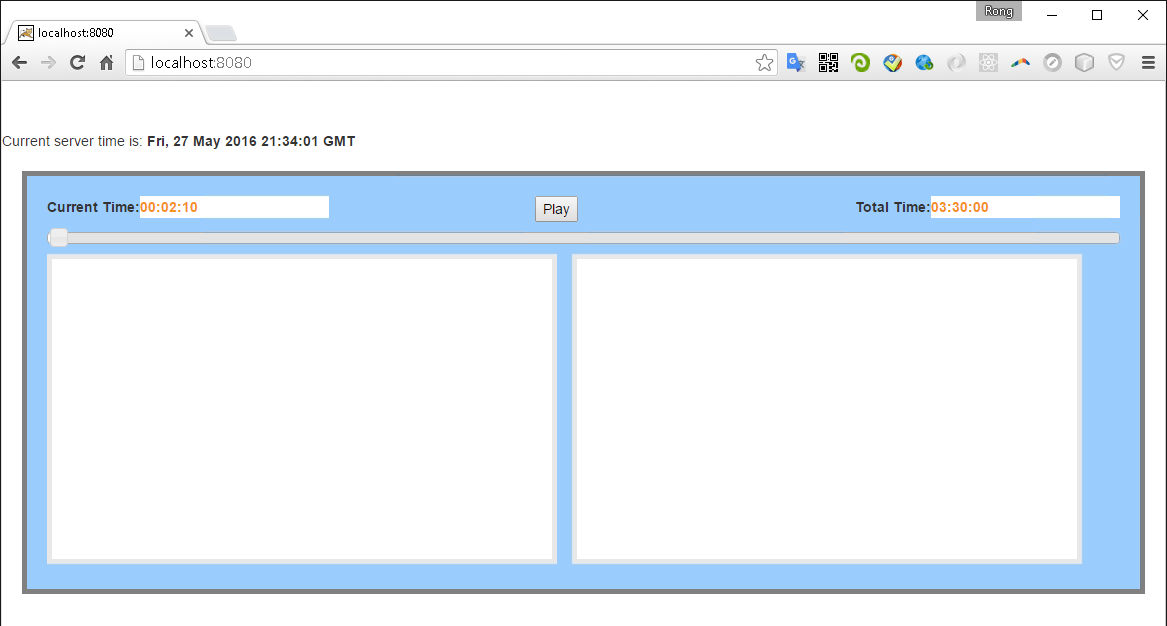 Rong
localhost:8080
localhost:8080
Current server time is: Fri, 27 May 2016 21:34:01 GMT
Current Time:00:02:10 Play Total Time:03:30:00